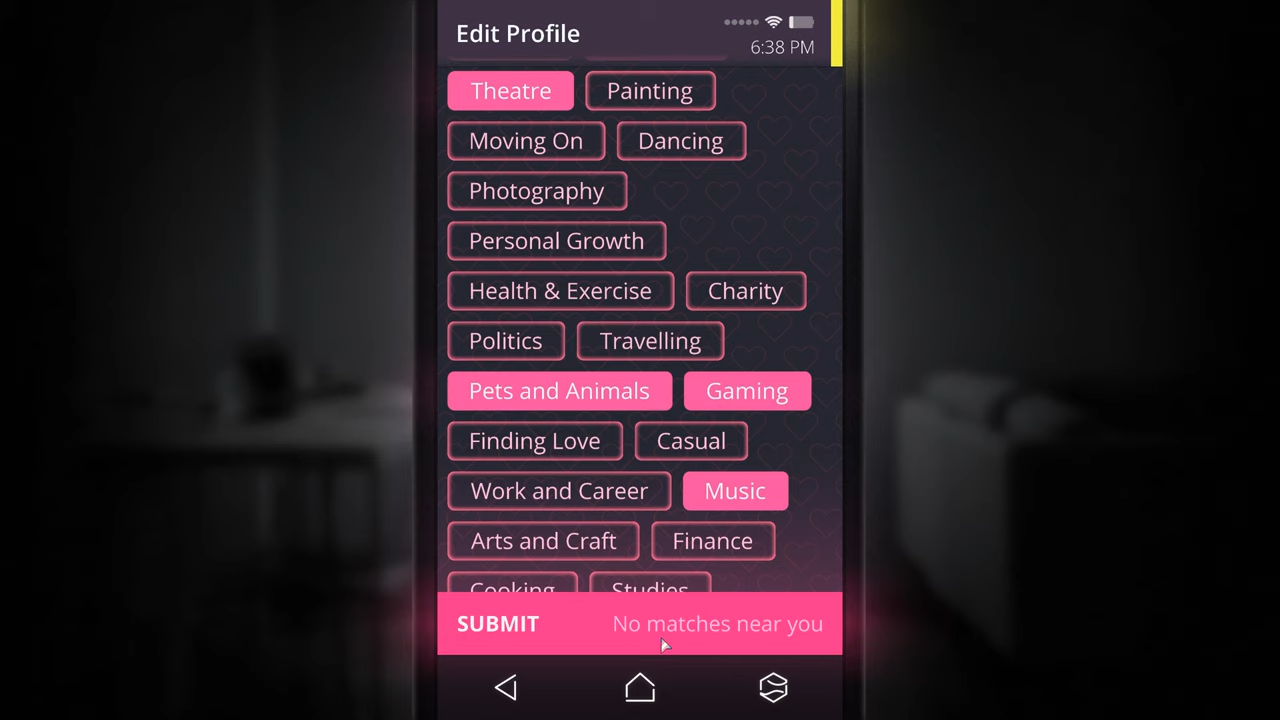 Edit Profile
6:38 PM
Theatre Painting
Moving On Dancing
Photography
Personal Growth
Health & Exercise Charity
Politics Travelling
Pets and Animals Gaming
Finding Love Casual
Work and Career Music
Arts and Craft Finance
Cooking Studies
SUBMIT No matches near you